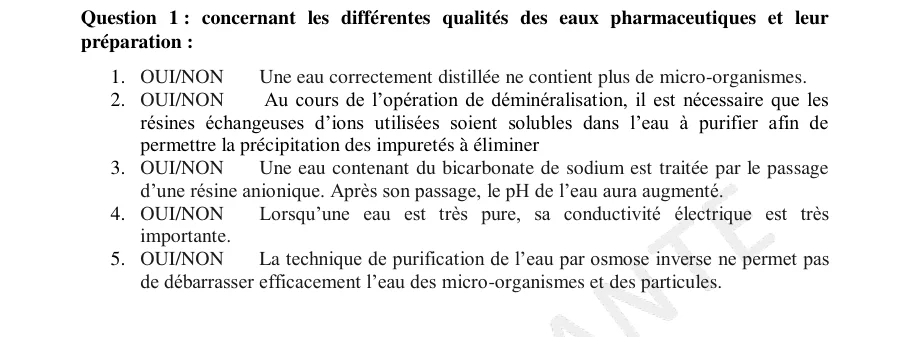 Question 1 : concernant les différentes qualités des eaux pharmaceutiques et leur
préparation :
1. OUI/NON Une eau correctement distillée ne contient plus de micro-organismes.
2. OUI/NON Au cours de l'opération de déminéralisation, il est nécessaire que les
résines échangeuses d'ions utilisées soient solubles dans l'eau à purifier afin de
permettre la précipitation des impuretés à éliminer
3. OUI/NON Une eau contenant du bicarbonate de sodium est traitée par le passage
d'une résine anionique. Après son passage, le pH de l'eau aura augmenté.
4. OUI/NON Lorsqu'une eau est très pure, sa conductivité électrique est très
importante.
5. OUI/NON La technique de purification de l'eau par osmose inverse ne permet pas
de débarrasser efficacement l'eau des micro-organismes et des particules.
ANTE